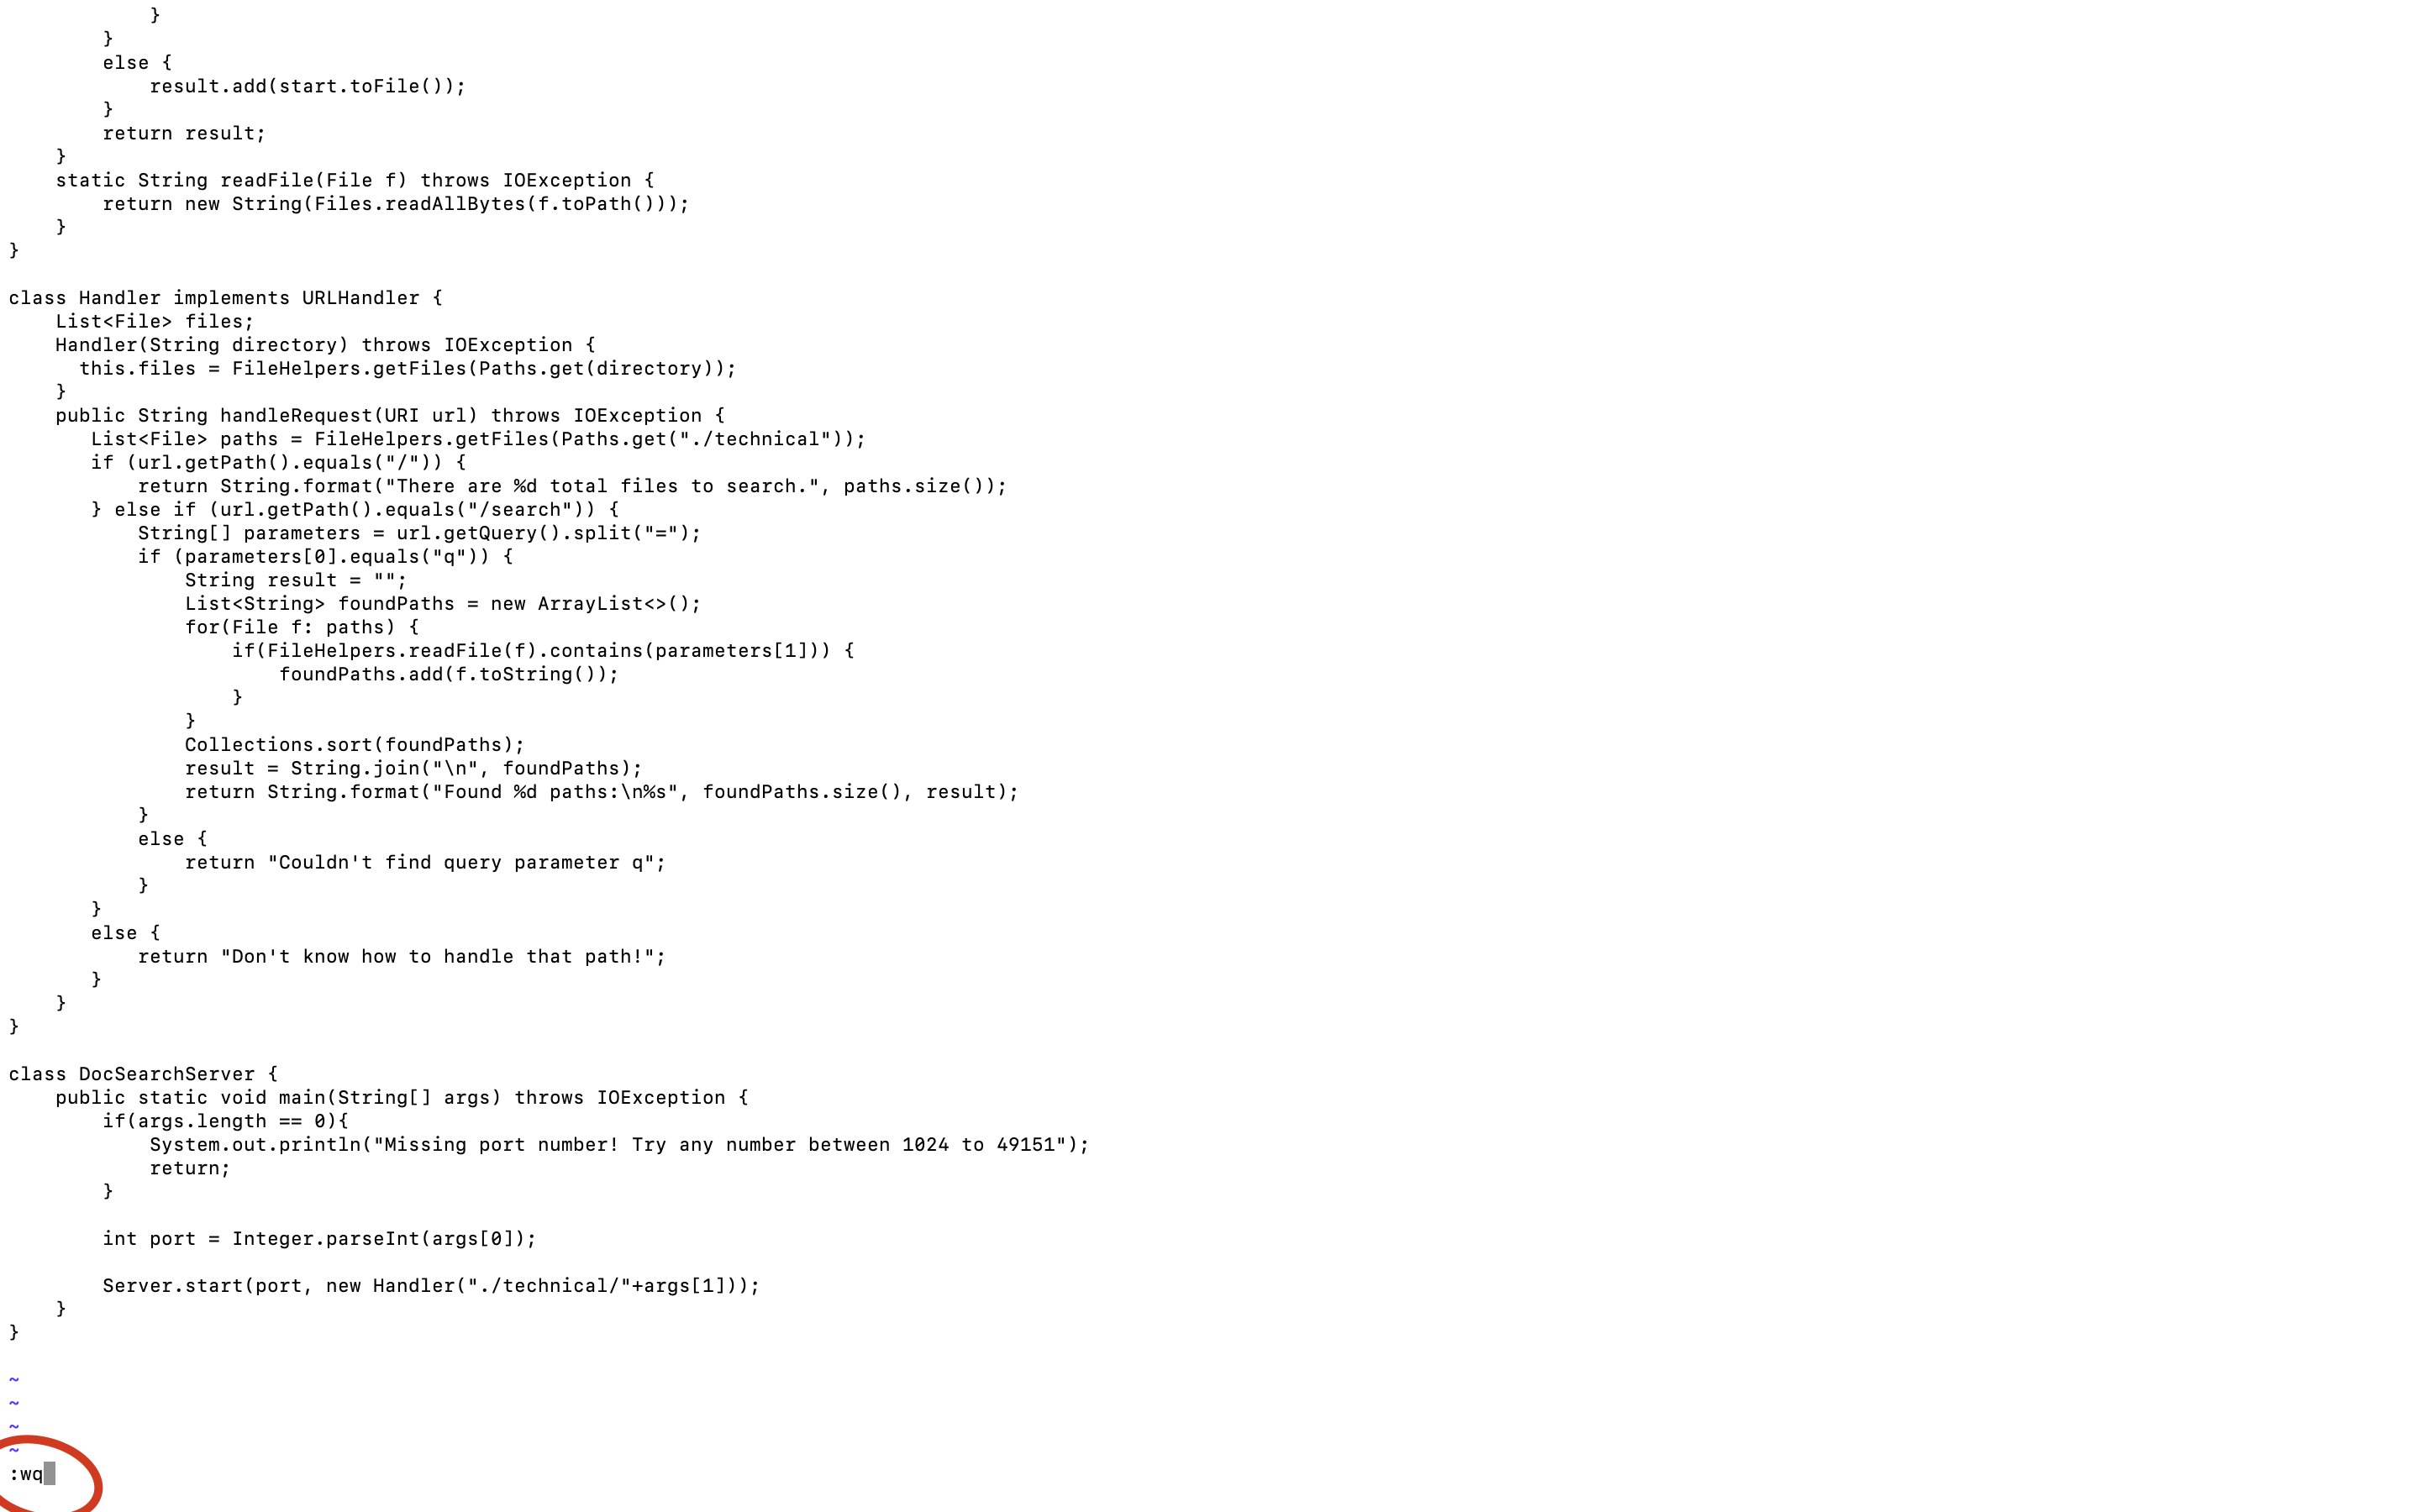 }
        }
        else {
            result.add(start.toFile());
        }
        return result;
    }
    static String readFile(File f) throws IOException {
        return new String(Files.readAllBytes(f.toPath()));
    }
}

class Handler implements URLHandler {
    List<File> files;
    Handler(String directory) throws IOException {
      this.files = FileHelpers.getFiles(Paths.get(directory));
    }
    public String handleRequest(URI url) throws IOException {
       List<File> paths = FileHelpers.getFiles(Paths.get("./technical"));
       if (url.getPath().equals("/")) {
           return String.format("There are %d total files to search.", paths.size());
       } else if (url.getPath().equals("/search")) {
           String[] parameters = url.getQuery().split("=");
           if (parameters[0].equals("q")) {
               String result = "";
               List<String> foundPaths = new ArrayList<>();
               for(File f: paths) {
                   if(FileHelpers.readFile(f).contains(parameters[1])) {
                       foundPaths.add(f.toString());
                   }
               }
               Collections.sort(foundPaths);
               result = String.join("\n", foundPaths);
               return String.format("Found %d paths:\n%s", foundPaths.size(), result);
           }
           else {
               return "Couldn't find query parameter q";
           }
       }
       else {
           return "Don't know how to handle that path!";
       }
    }
}

class DocSearchServer {
    public static void main(String[] args) throws IOException {
        if(args.length == 0){
            System.out.println("Missing port number! Try any number between 1024 to 49151");
            return;
        }

        int port = Integer.parseInt(args[0]);

        Server.start(port, new Handler("./technical/"+args[1]));
    }
}

~
~
~
~
:wq